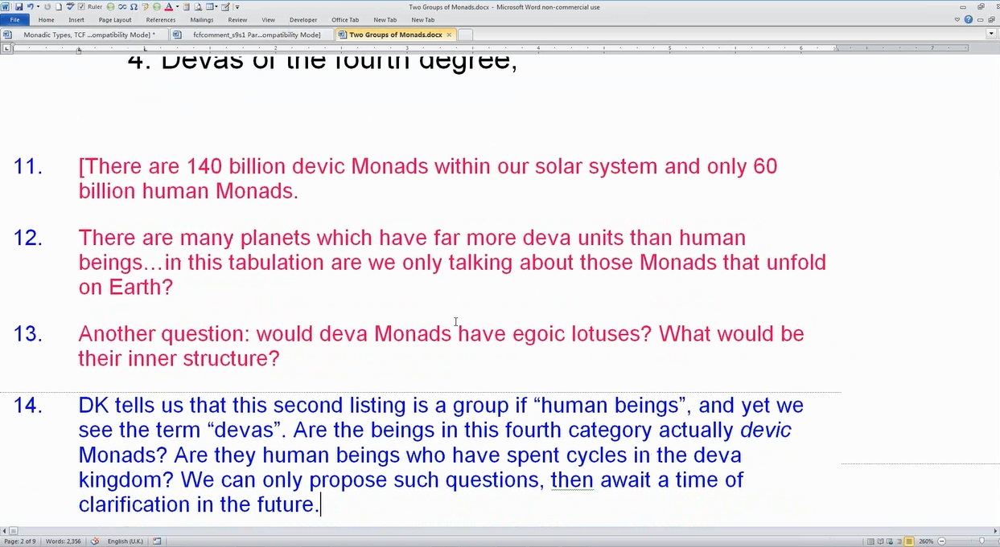 Two Groups of Monads.docx - Microsoft Word non-commercial use
Ruler
File Home Insert Page Layout References Mailings Review View Developer Office Tab New Tab New Tab
Monadic Types, TCF ...ompatibility Mode] * fcfcomment_s9s1 Par...ompatibility Mode] Two Groups of Monads.docx
2 3 4 5 6 7
4. Devas of the fourth degree,
11. [There are 140 billion devic Monads within our solar system and only 60
billion human Monads.
12. There are many planets which have far more deva units than human
beings…in this tabulation are we only talking about those Monads that unfold
on Earth?
13. Another question: would deva Monads have egoic lotuses? What would be
their inner structure?
14. DK tells us that this second listing is a group if “human beings”, and yet we
see the term “devas”. Are the beings in this fourth category actually devic
Monads? Are they human beings who have spent cycles in the deva
kingdom? We can only propose such questions, then await a time of
clarification in the future.
Page: 2 of 9 Words: 2,356 English (U.K.) 260%